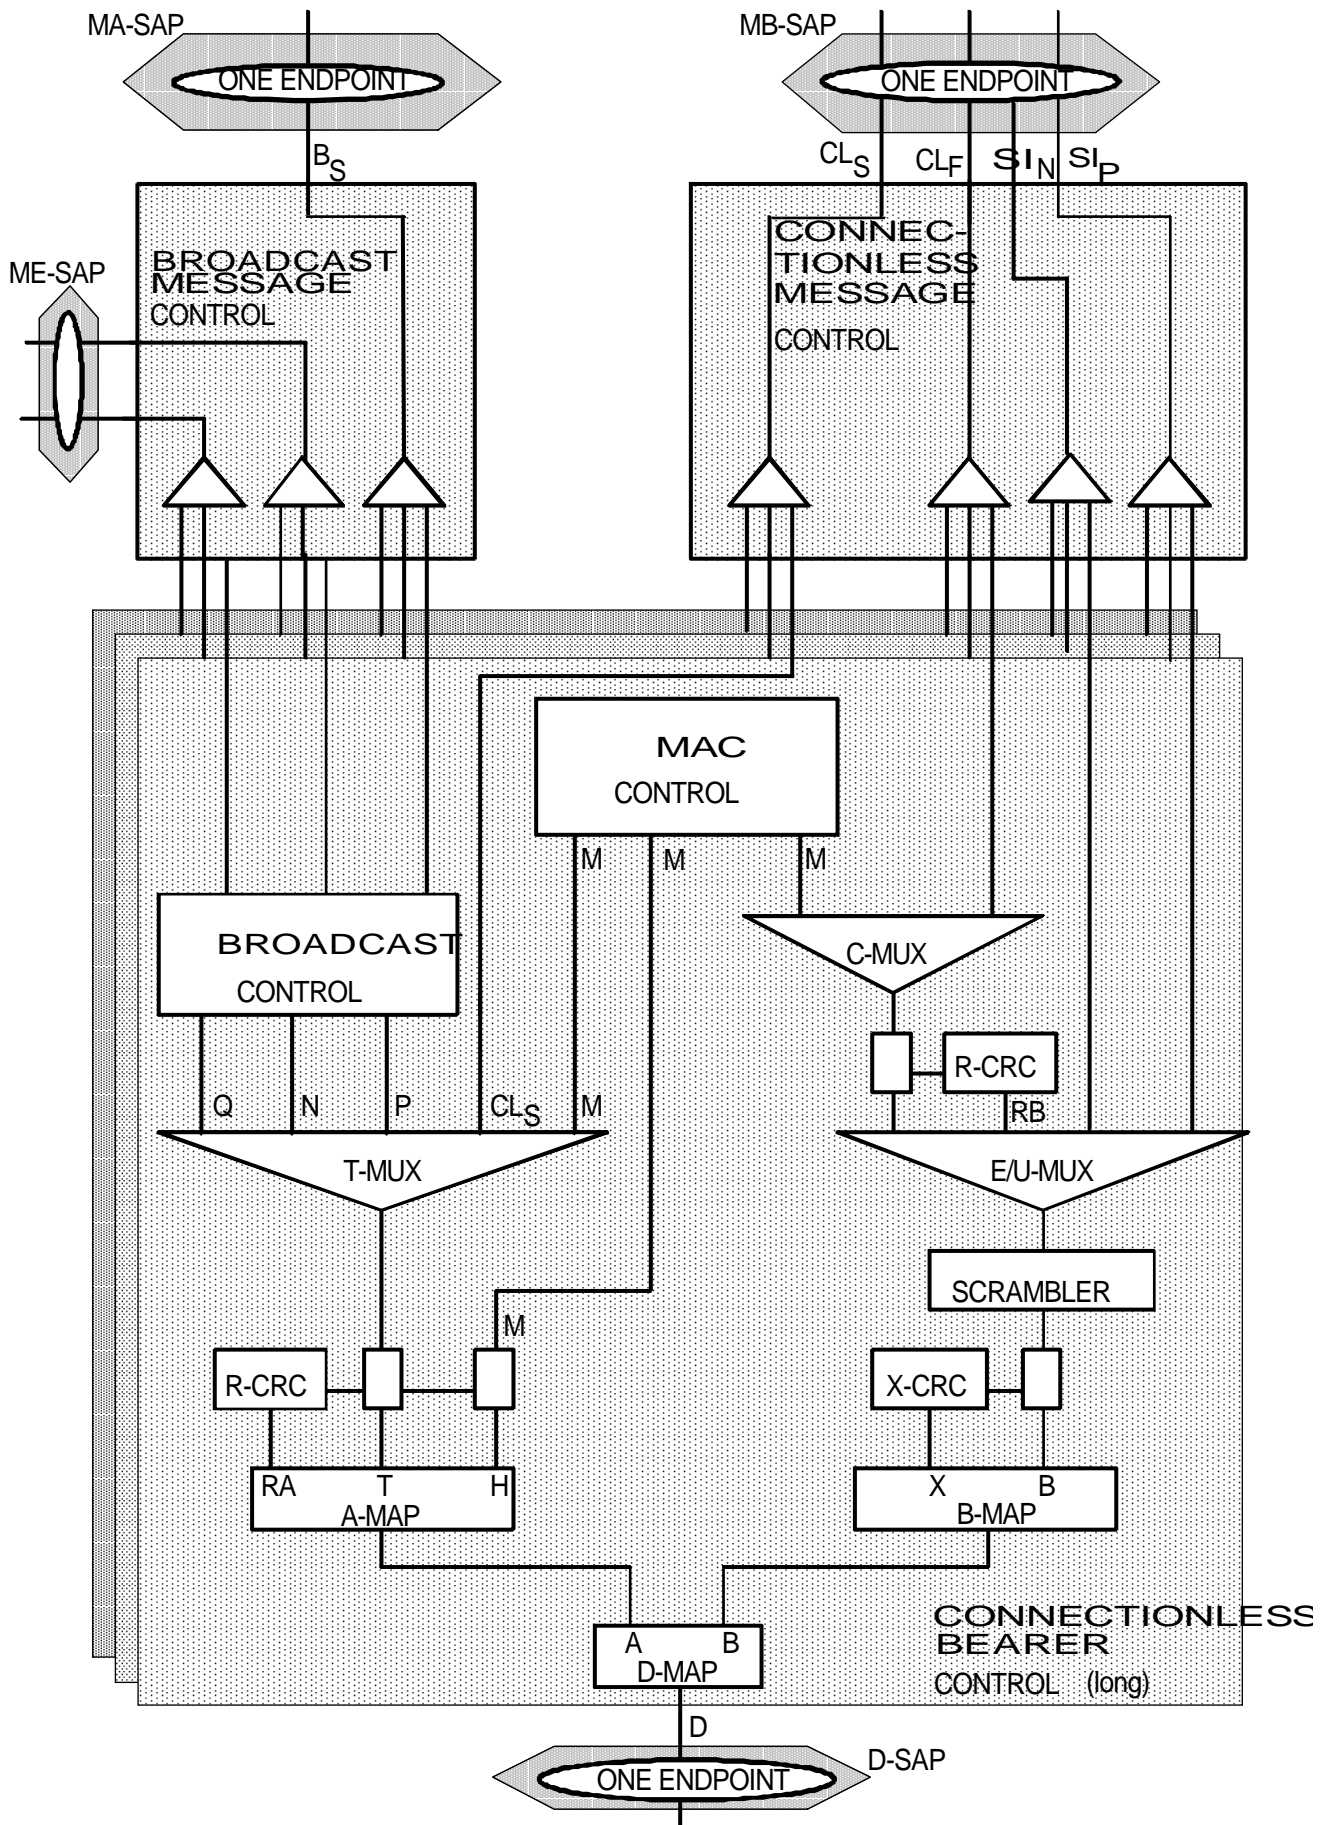 MA-SAP
MB-SAP
ONE ENDPOINT
ONE ENDPOINT
BS
CLS
CLF
SIN
SIP
ME-SAP
BROADCAST
MESSAGE
CONTROL
CONNEC-
TIONLESS
MESSAGE
CONTROL
MAC
CONTROL
M
M
M
BROADCAST
CONTROL
C-MUX
R-CRC
Q
N
P
CLS
M
RB
T-MUX
E/U-MUX
SCRAMBLER
M
R-CRC
X-CRC
RA
T
H
X
B
A-MAP
B-MAP
CONNECTIONLESS
BEARER
CONTROL (long)
A
B
D-MAP
D
D-SAP
ONE ENDPOINT